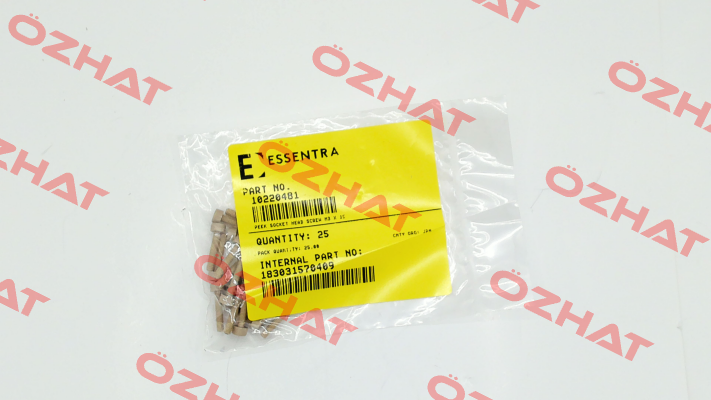 ÖZHAT
ÖZHAT
ÖZHAT
ÖZHAT
ESSENTRA
PART NO.
10220481
PEEK SOCKET HEAD SCREW M3 X
QUANTITY: 25
PACK QUANTITY: 25.00
INTERNAL PART NO:
183031570409
ÖZHAT
ÖZHAT
ÖZHAT
ÖZHAT
ÖZHAT
ÖZHAT
ÖZHAT